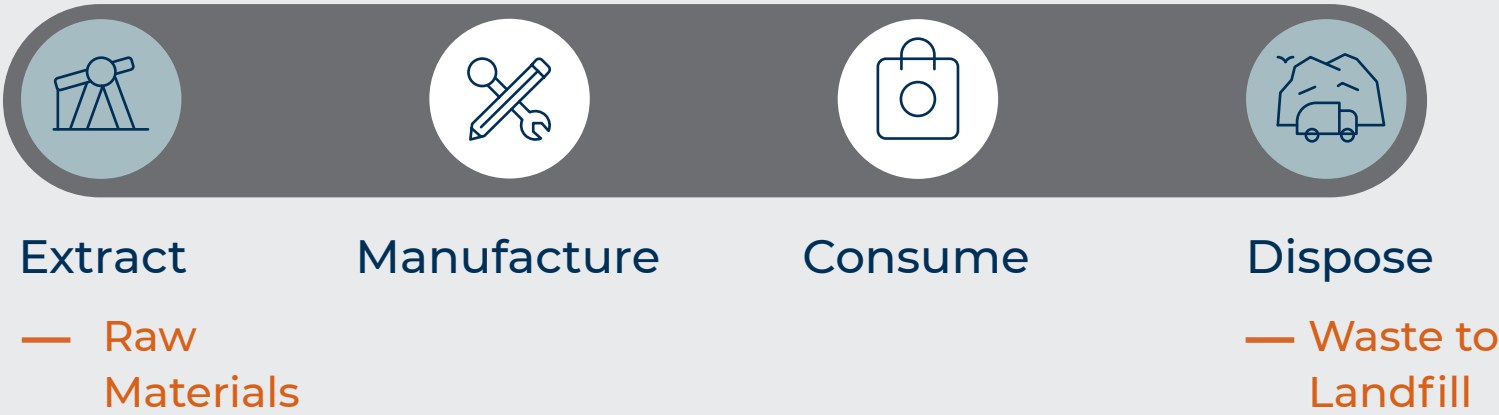 Extract
Manufacture
Consume
Dispose
— Raw
Materials
— Waste to
Landfill